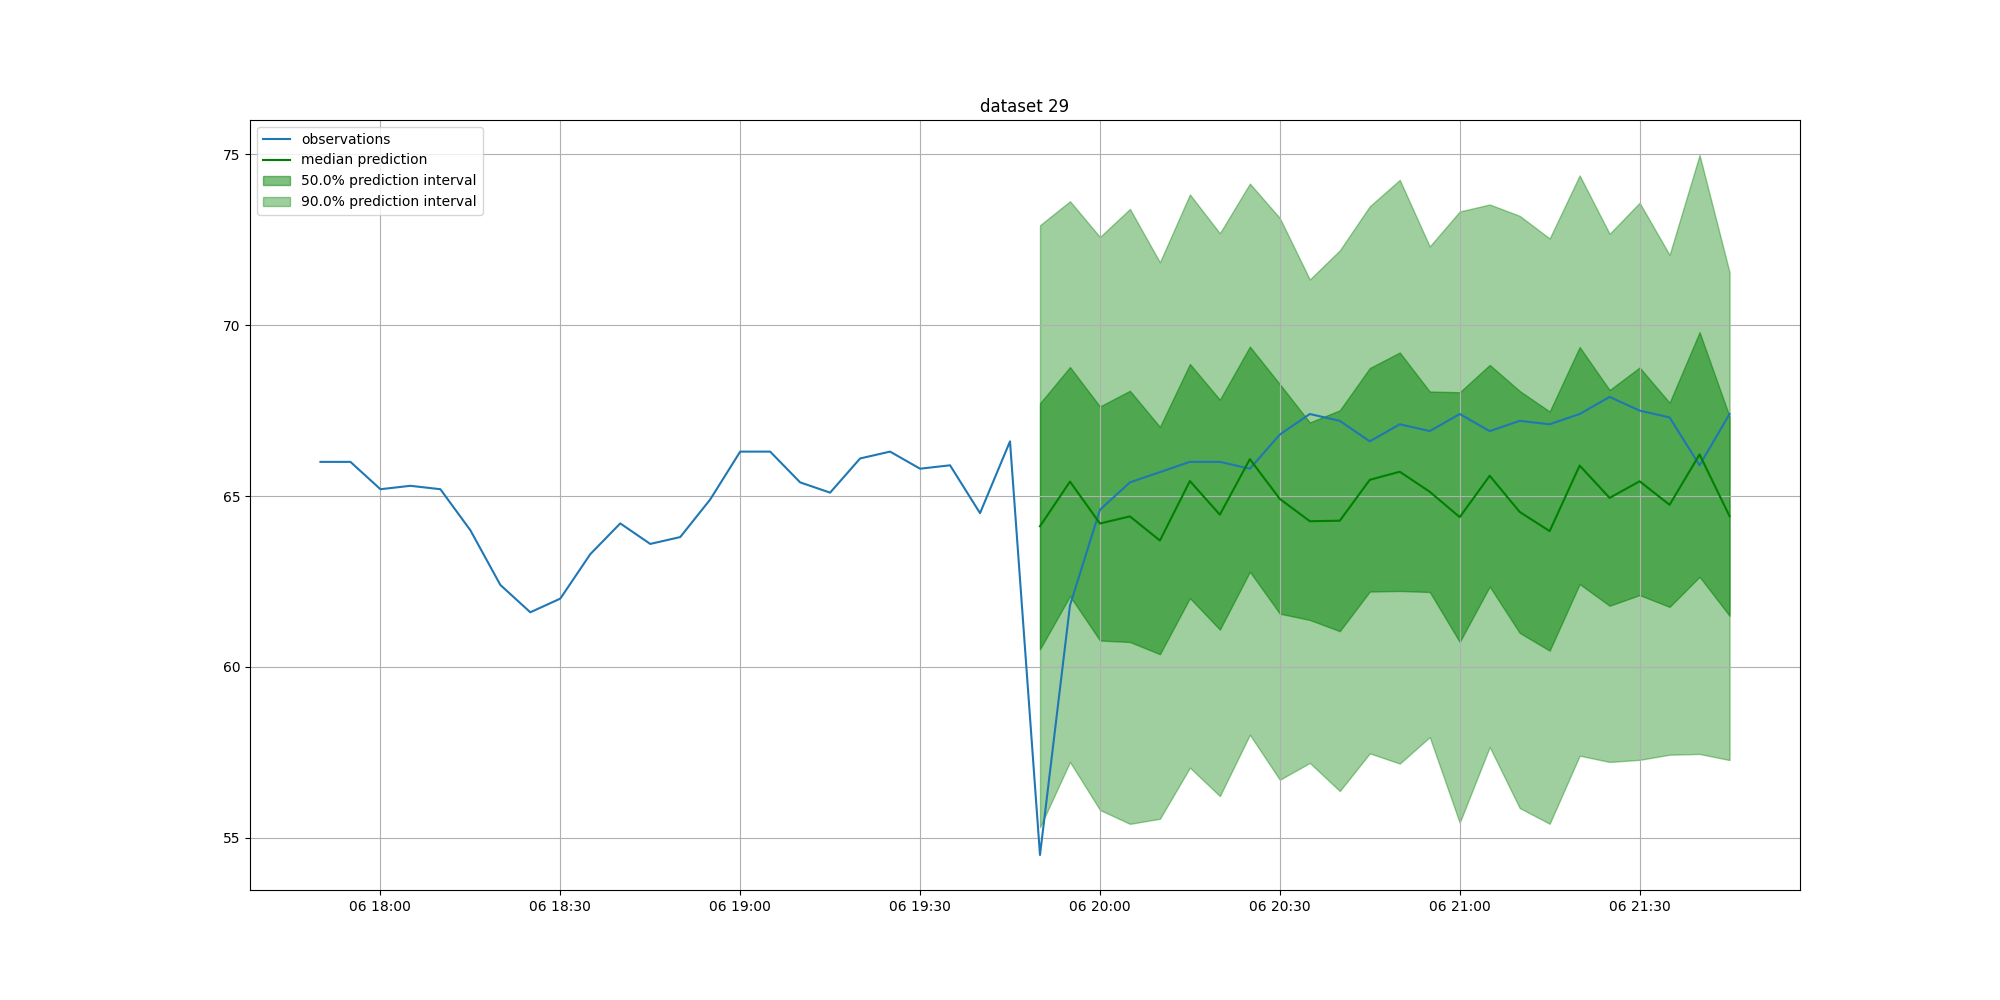 dataset 29
observations
median prediction
50.0% prediction interval
90.0% prediction interval
75
70
65
60
55
06 18:00 06 18:30 06 19:00 06 19:30 06 20:00 06 20:30 06 21:00 06 21:30